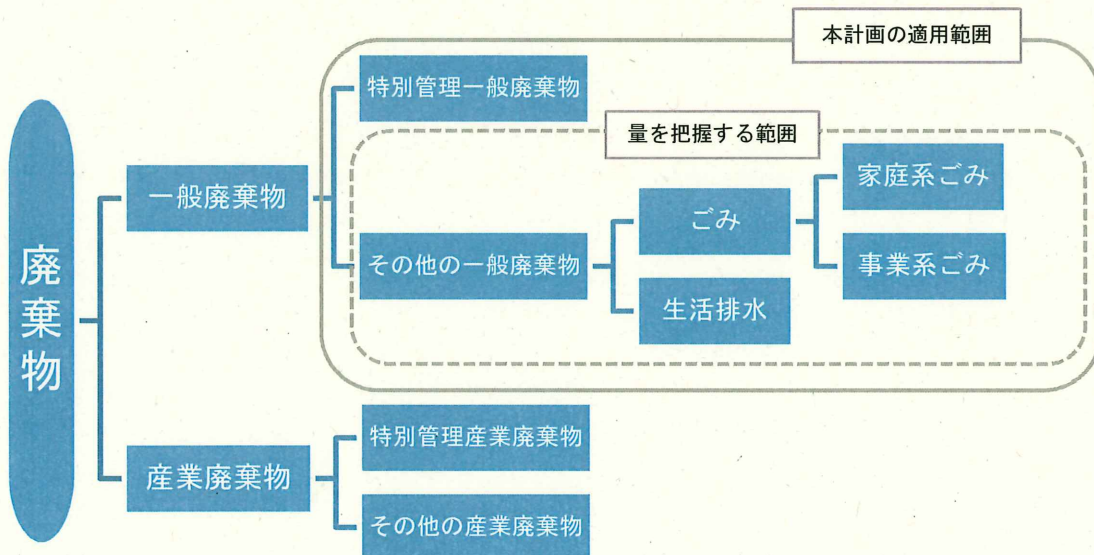 本計画の適用範囲
特別管理一般廃棄物
量を把握する範囲
家庭系ごみ
一般廃棄物
ごみ
その他の一般廃棄物
事業系ごみ
廃棄物
生活排水
特別管理産業廃棄物
産業廃棄物
その他の産業廃棄物